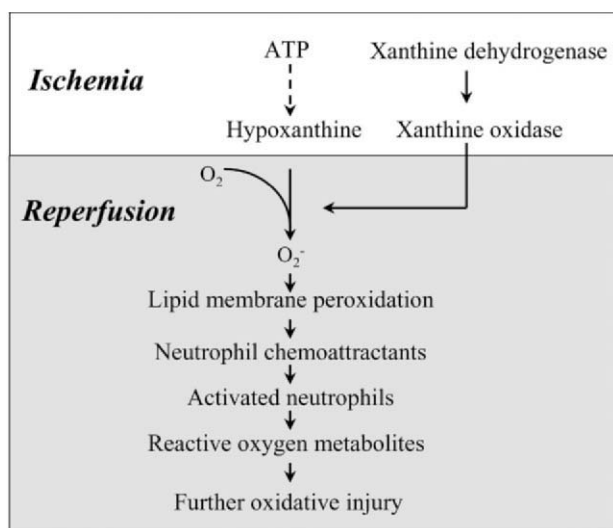 ATP
Xanthine dehydrogenase
Ischemia
Hypoxanthine
Xanthine oxidase
O₂
Reperfusion
O₂⁻
Lipid membrane peroxidation
Neutrophil chemoattractants
Activated neutrophils
Reactive oxygen metabolites
Further oxidative injury